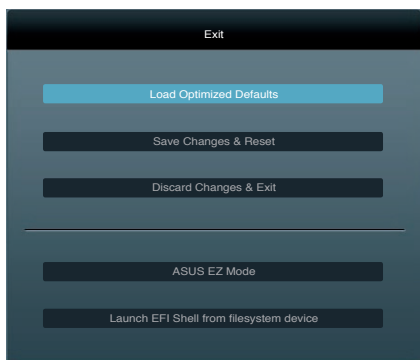 Exit
Load Optimized Defaults
Save Changes & Reset
Discard Changes & Exit
ASUS EZ Mode
Launch EFI Shell from filesystem device